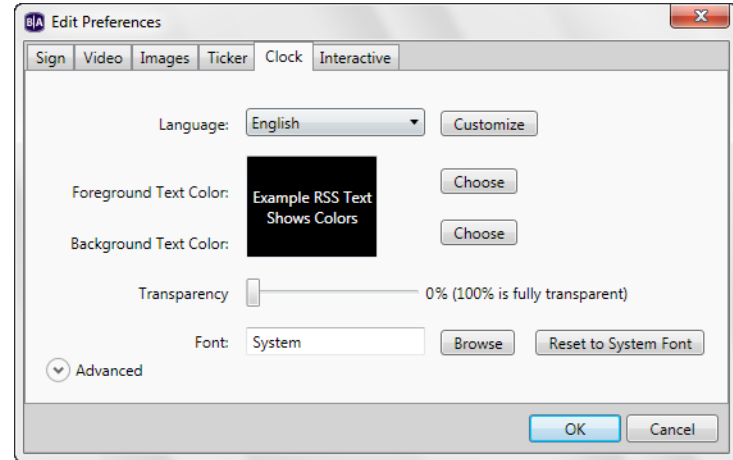 B|A Edit Preferences x
Sign Video Images Ticker Clock Interactive
Language: English Customize
Foreground Text Color: Choose
Example RSS Text
Shows Colors
Background Text Color: Choose
Transparency 0% (100% is fully transparent)
Font: System Browse Reset to System Font
Advanced
OK Cancel